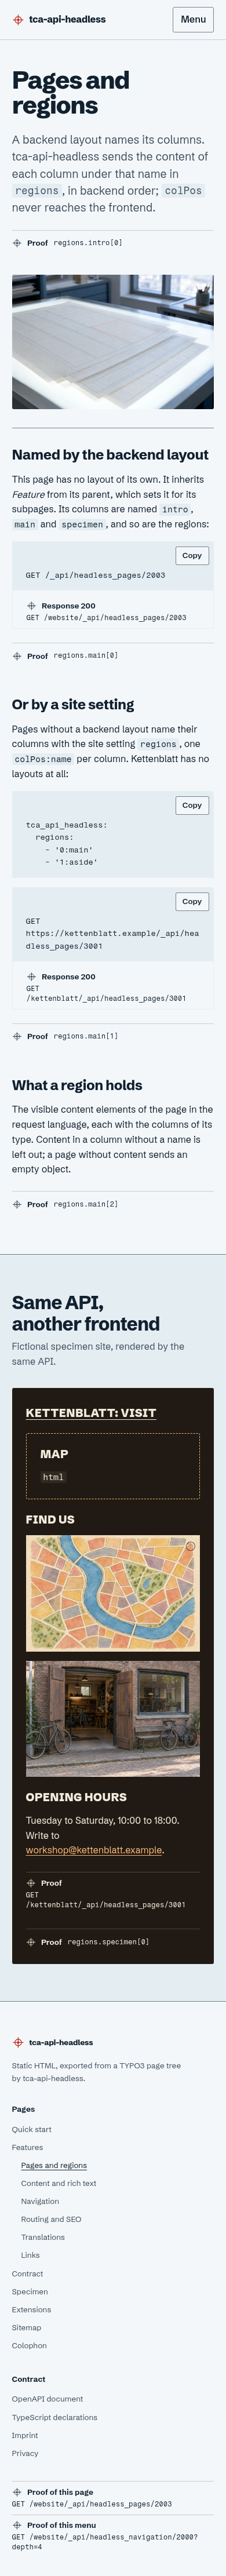 tca-api-headless
Menu
Pages and
regions
A backend layout names its columns.
tca-api-headless sends the content of
each column under that name in
regions, in backend order; colPos
never reaches the frontend.
Proof regions.intro[0]
Named by the backend layout
This page has no layout of its own. It inherits
Feature from its parent, which sets it for its
subpages. Its columns are named intro,
main and specimen, and so are the regions:
Copy
GET /_api/headless_pages/2003
Response 200
GET /website/_api/headless_pages/2003
Proof regions.main[0]
Or by a site setting
Pages without a backend layout name their
columns with the site setting regions, one
colPos:name per column. Kettenblatt has no
layouts at all:
Copy
tca_api_headless:
regions:
- '0:main'
- '1:aside'
Copy
GET
https://kettenblatt.example/_api/hea
dless_pages/3001
Response 200
GET
/kettenblatt/_api/headless_pages/3001
Proof regions.main[1]
What a region holds
The visible content elements of the page in the
request language, each with the columns of its
type. Content in a column without a name is
left out; a page without content sends an
empty object.
Proof regions.main[2]
Same API,
another frontend
Fictional specimen site, rendered by the
same API.
KETTENBLATT: VISIT
MAP
html
FIND US
OPENING HOURS
Tuesday to Saturday, 10:00 to 18:00.
Write to
workshop@kettenblatt.example.
Proof
GET
/kettenblatt/_api/headless_pages/3001
Proof regions.specimen[0]
tca-api-headless
Static HTML, exported from a TYPO3 page tree
by tca-api-headless.
Pages
Quick start
Features
Pages and regions
Content and rich text
Navigation
Routing and SEO
Translations
Links
Contract
Specimen
Extensions
Sitemap
Colophon
Contract
OpenAPI document
TypeScript declarations
Imprint
Privacy
Proof of this page
GET /website/_api/headless_pages/2003
Proof of this menu
GET /website/_api/headless_navigation/2000?
depth=4